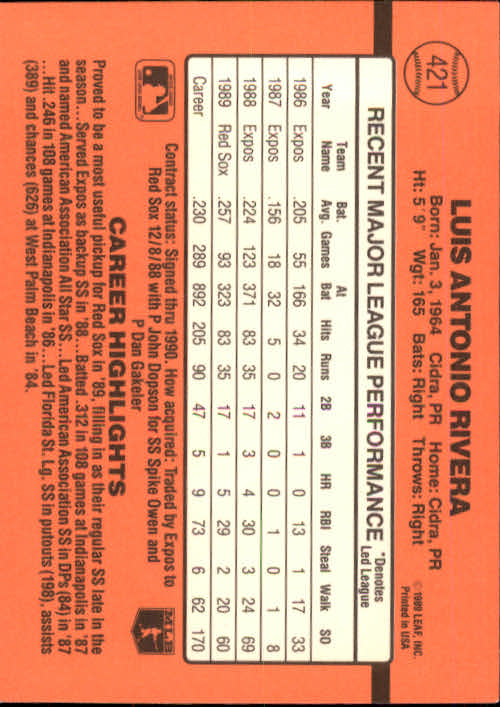 421
LUIS ANTONIO RIVERA
Born: Jan. 3, 1964 Cidra, PR Home: Cidra, PR
Ht: 5'9" Wgt: 165 Bats: Right Throws: Right
© 1989 LEAF, INC.
Printed in USA
RECENT MAJOR LEAGUE PERFORMANCE *Denotes Led League
Year Team Name Bat. Avg. Games At Bat Hits Runs 2B 3B HR RBI Steal Walk SO
1986 Expos .205 55 166 34 20 11 1 0 13 1 17 33
1987 Expos .156 18 32 5 0 2 0 0 1 0 1 8
1988 Expos .224 123 371 83 35 17 3 4 30 3 24 69
1989 Red Sox .257 93 323 83 35 17 1 5 29 2 20 60
Career .230 289 892 205 90 47 5 9 73 6 62 170
Contract status: Signed thru 1990. How acquired: Traded by Expos to
Red Sox 12/8/88 with P John Dopson for SS Spike Owen and
P Dan Gakeler
MLB
CAREER HIGHLIGHTS
Proved to be a most useful pickup for Red Sox in '89, filling in as their regular SS late in the
season...Served Expos as backup SS in '88...Batted .312 in 108 games at Indianapolis in '87
and named American Association All Star SS...Led American Association SS in DPs (84) in '87
...Hit .246 in 108 games at Indianapolis in '86...Led Florida St. Lg. SS in putouts (198), assists
(389) and chances (626) at West Palm Beach in '84.